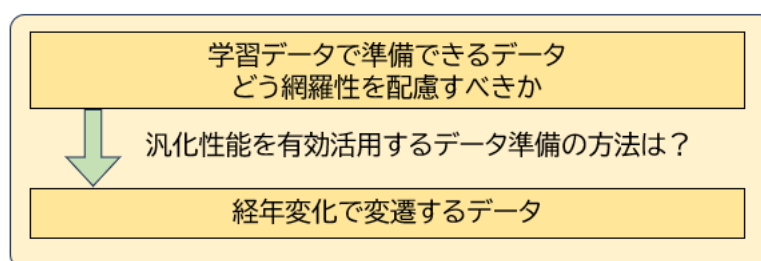 学習データで準備できるデータ
どう網羅性を配慮すべきか
汎化性能を有効活用するデータ準備の方法は？
経年変化で変遷するデータ